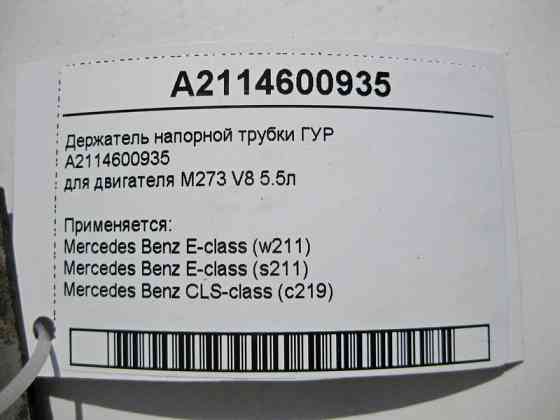 A2114600935
Держатель напорной трубки ГУР
A2114600935
для двигателя M273 V8 5.5л
Применяется:
Mercedes Benz E-class (w211)
Mercedes Benz E-class (s211)
Mercedes Benz CLS-class (c219)